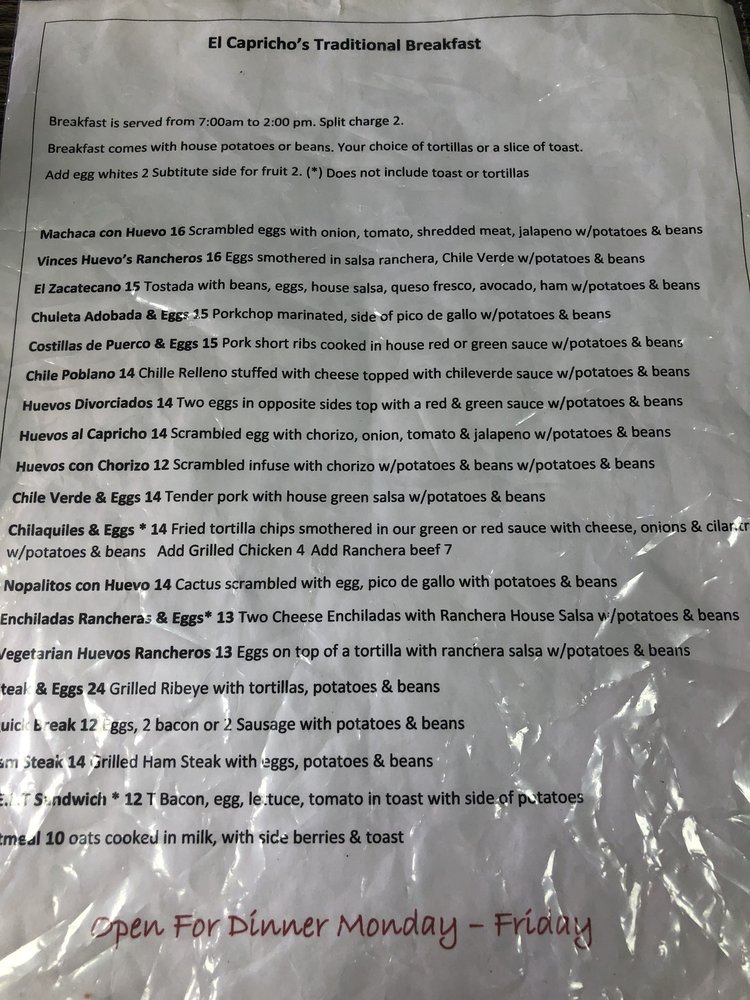 El Capricho's Traditional Breakfast
Breakfast is served from 7:00am to 2:00 pm. Split charge 2.
Breakfast comes with house potatoes or beans. Your choice of tortillas or a slice of toast.
Add egg whites 2 Subtitute side for fruit 2. (*) Does not include toast or tortillas
Machaca con Huevo 16 Scrambled eggs with onion, tomato, shredded meat, jalapeno w/potatoes & beans
Vinces Huevo's Rancheros 16 Eggs smothered in salsa ranchera, Chile Verde w/potatoes & beans
El Zacatecano 15 Tostada with beans, eggs, house salsa, queso fresco, avocado, ham w/potatoes & beans
Chuleta Adobada & Eggs 15 Porkchop marinated, side of pico de gallo w/potatoes & beans
Costillas de Puerco & Eggs 15 Pork short ribs cooked in house red or green sauce w/potatoes & beans
Chile Poblano 14 Chille Relleno stuffed with cheese topped with chileverde sauce w/potatoes & beans
Huevos Divorciados 14 Two eggs in opposite sides top with a red & green sauce w/potatoes & beans
Huevos al Capricho 14 Scrambled egg with chorizo, onion, tomato & jalapeno w/potatoes & beans
Huevos con Chorizo 12 Scrambled infuse with chorizo w/potatoes & beans w/potatoes & beans
Chile Verde & Eggs 14 Tender pork with house green salsa w/potatoes & beans
Chilaquiles & Eggs * 14 Fried tortilla chips smothered in our green or red sauce with cheese, onions & cilantr
w/potatoes & beans Add Grilled Chicken 4 Add Ranchera beef 7
Nopalitos con Huevo 14 Cactus scrambled with egg, pico de gallo with potatoes & beans
Enchiladas Rancheras & Eggs* 13 Two Cheese Enchiladas with Ranchera House Salsa w/potatoes & beans
Vegetarian Huevos Rancheros 13 Eggs on top of a tortilla with ranchera salsa w/potatoes & beans
teak & Eggs 24 Grilled Ribeye with tortillas, potatoes & beans
uick Break 12 Eggs, 2 bacon or 2 Sausage with potatoes & beans
am Steak 14 Grilled Ham Steak with eggs, potatoes & beans
Sandwich * 12 T Bacon, egg, lettuce, tomato in toast with side of potatoes
tmeal 10 oats cooked in milk, with side berries & toast
Open For Dinner Monday – Friday